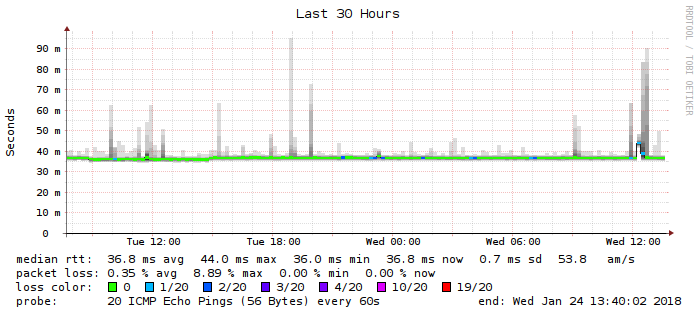 Last 30 Hours
RRDTOOL / TOBI OETIKER
Seconds
90 m
80 m
70 m
60 m
50 m
40 m
30 m
20 m
10 m
0
Tue 12:00 Tue 18:00 Wed 00:00 Wed 06:00 Wed 12:00
median rtt: 36.8 ms avg 44.0 ms max 36.0 ms min 36.8 ms now 0.7 ms sd 53.8 am/s
packet loss: 0.35 % avg 8.89 % max 0.00 % min 0.00 % now
loss color: 0 1/20 2/20 3/20 4/20 10/20 19/20
probe: 20 ICMP Echo Pings (56 Bytes) every 60s end: Wed Jan 24 13:40:02 2018